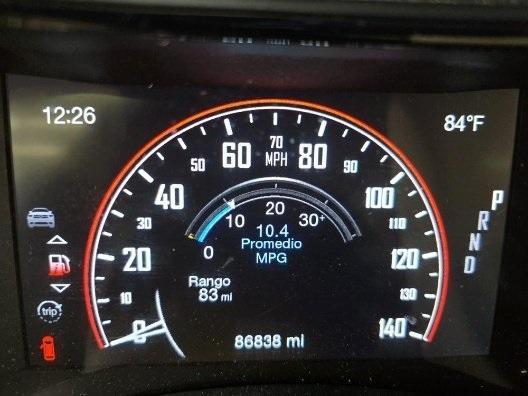 12:26
84°F
70
60 MPH 80
50 90
40 100
30 110
20 120
10 130
0 140
0 10 20 30+
10.4
Promedio
MPG
Rango
83 mi
trip
86838 mi
P
R
N
D